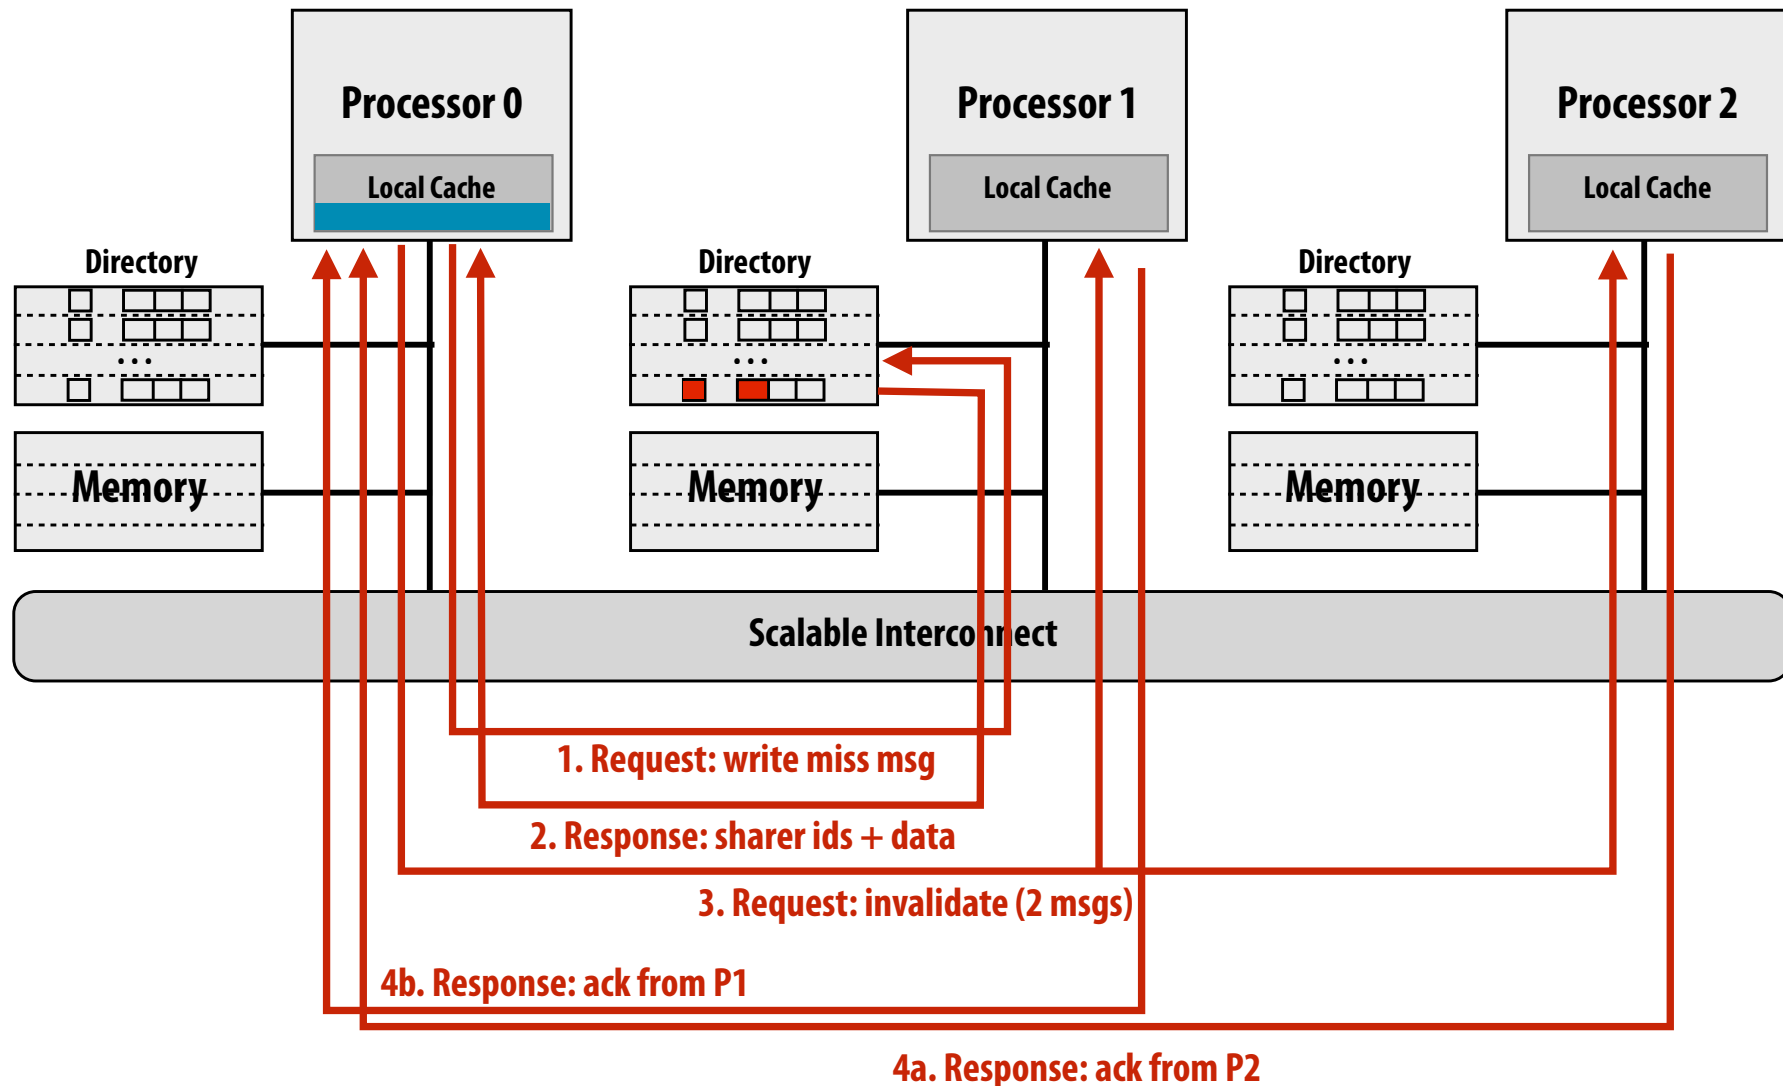 Processor 0
Processor 1
Processor 2
Local Cache
Local Cache
Local Cache
Directory
Directory
Directory
...
...
...
Memory
Memory
Memory
Scalable Interconnect
1. Request: write miss msg
2. Response: sharer ids + data
3. Request: invalidate (2 msgs)
4b. Response: ack from P1
4a. Response: ack from P2